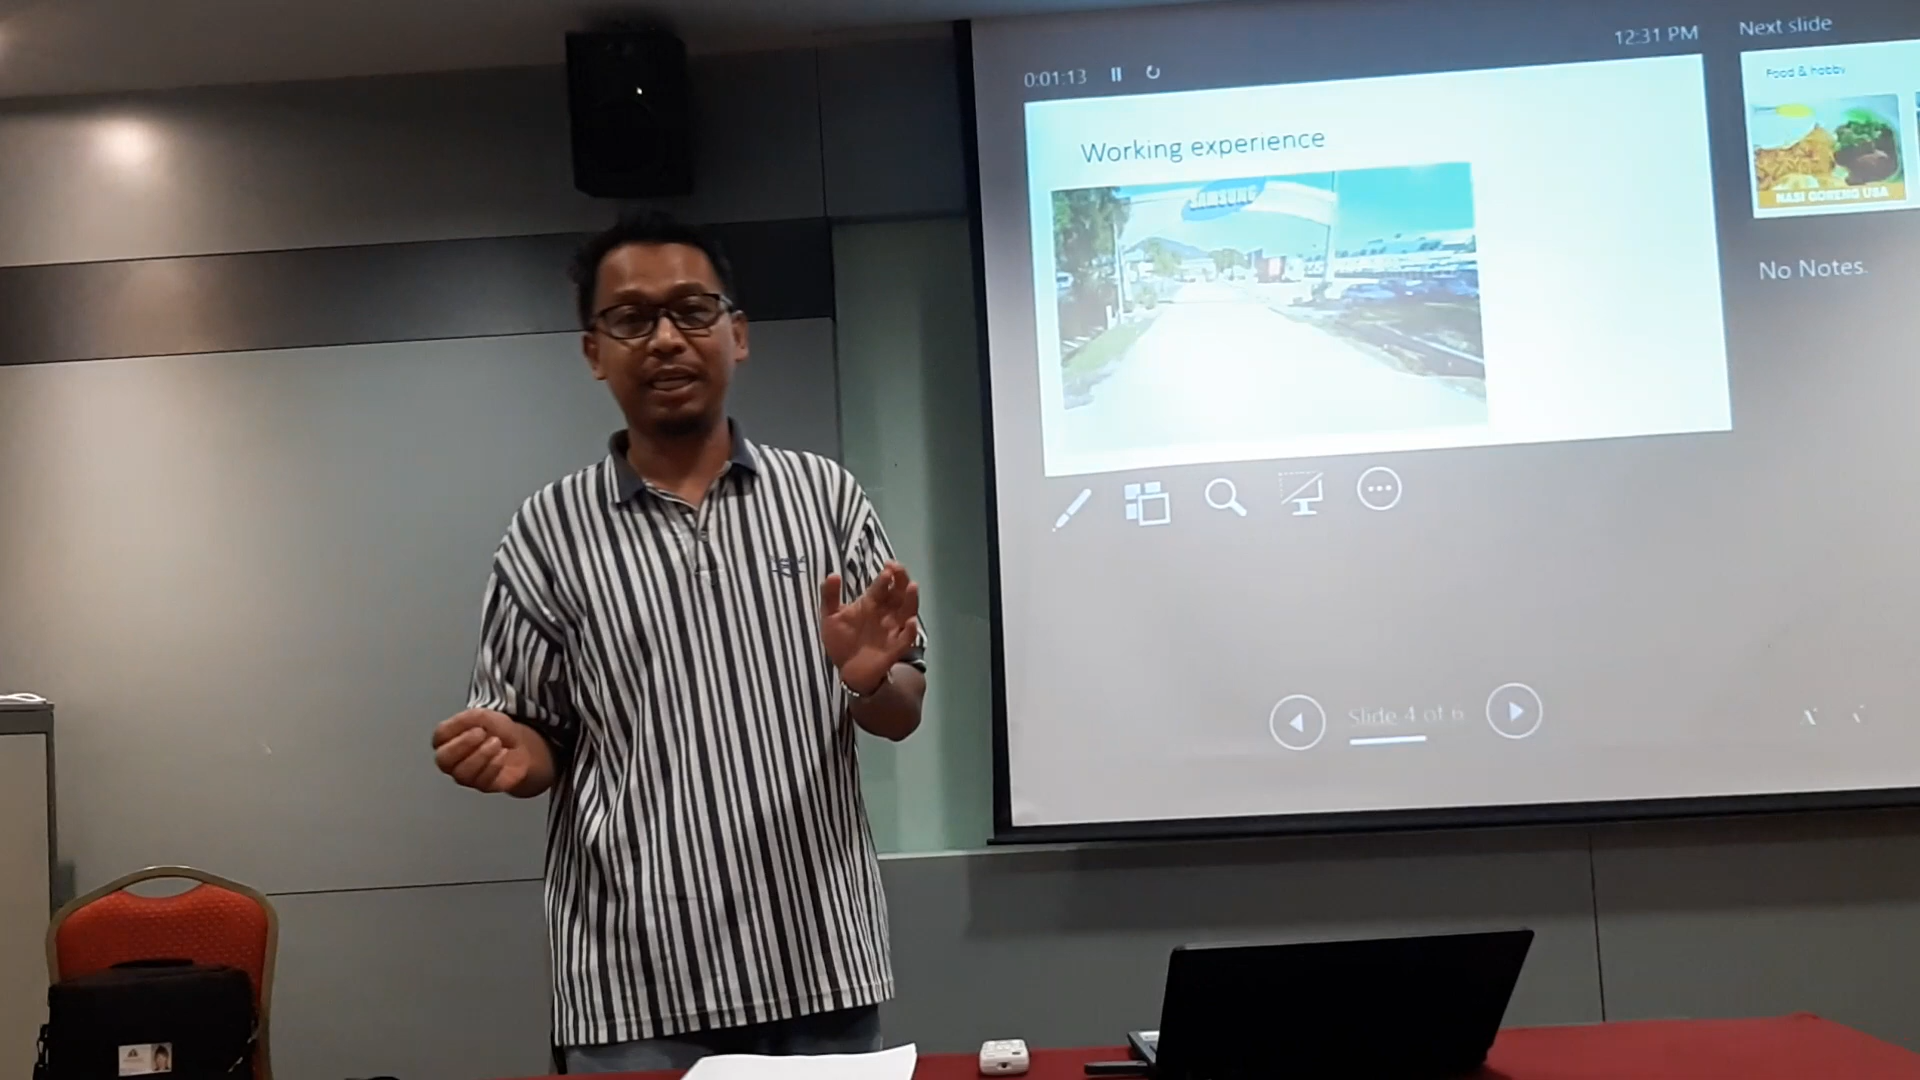 0:01:13
12:31 PM
Next slide
Working experience
SAMSUNG
Food & hobby
NASI GORENG USA
No Notes.
Slide 4 of 6